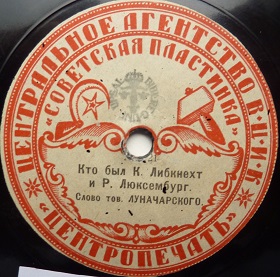 ЦЕНТРАЛЬНОЕ АГЕНТСТВО В.Ц.И.К.
"СОВЕТСКАЯ ПЛАСТИНКА"
Кто был К. Либкнехт
и Р. Люксембург.
Слово тов. ЛУНАЧАРСКОГО.
"ЦЕНТРОПЕЧАТЬ"